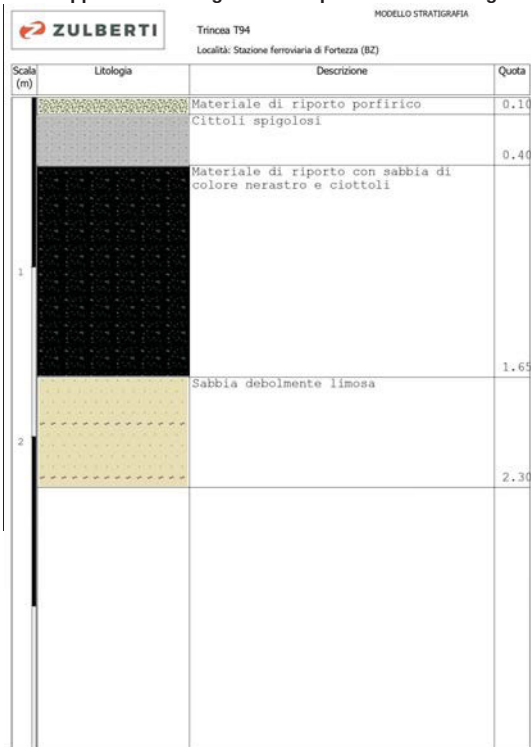 MODELLO STRATIGRAFIA
ZULBERTI
Trincea T94
Località: Stazione ferroviaria di Fortezza (BZ)
Scala (m) Litologia Descrizione Quota
Materiale di riporto porfirico 0.10
Cittoli spigolosi
0.40
Materiale di riporto con sabbia di
colore nerastro e ciottoli
1
1.65
Sabbia debolmente limosa
2
2.30